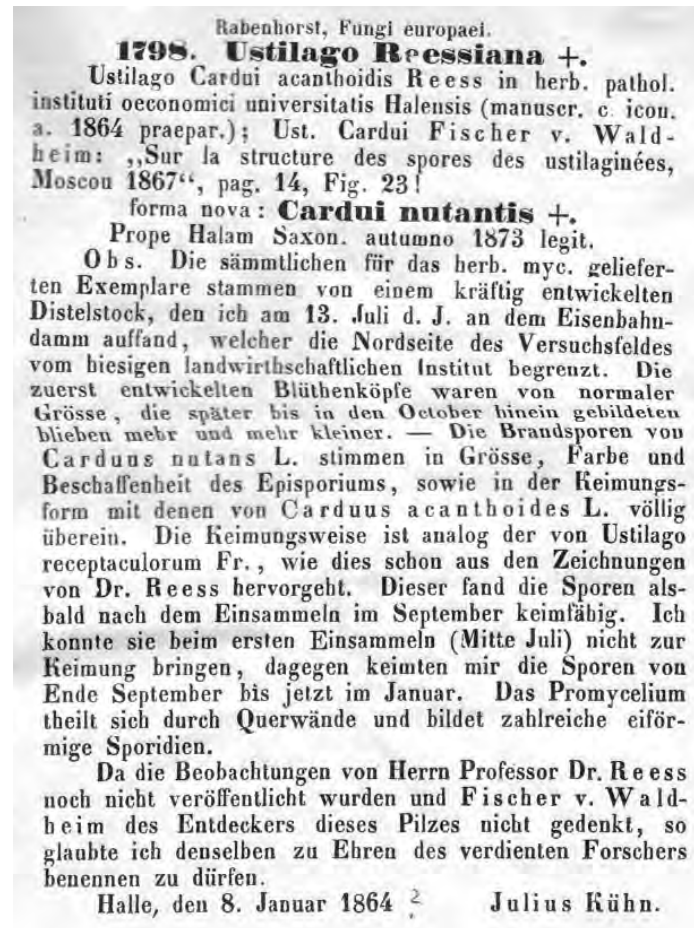 Rabenhorst, Fungi europaei.
1798. Ustilago Reessiana +.
Ustilago Cardui acanthoidis Reess in herb. pathol.
instituti oeconomici universitatis Halensis (manuscr. c. icon.
a. 1864 praepar.); Ust. Cardui Fischer v. Wald-
heim: „Sur la structure des spores des ustilaginées,
Moscou 1867“, pag. 14, Fig. 23!
forma nova: Cardui nutantis +.
Prope Halam Saxon. autumno 1873 legit.
Obs. Die sämmtlichen für das herb. myc. geliefer-
ten Exemplare stammen von einem kräftig entwickelten
Distelstock, den ich am 13. Juli d. J. an dem Eisenbahn-
damm auffand, welcher die Nordseite des Versuchsfeldes
vom hiesigen landwirthschaftlichen Institut begrenzt. Die
zuerst entwickelten Blüthenköpfe waren von normaler
Grösse, die später bis in den October hinein gebildeten
blieben mehr und mehr kleiner. — Die Brandsporen von
Carduus nutans L. stimmen in Grösse, Farbe und
Beschaffenheit des Episporiums, sowie in der Keimungs-
form mit denen von Carduus acanthoides L. völlig
überein. Die Keimungsweise ist analog der von Ustilago
receptaculorum Fr., wie dies schon aus den Zeichnungen
von Dr. Reess hervorgeht. Dieser fand die Sporen als-
bald nach dem Einsammeln im September keimfähig. Ich
konnte sie beim ersten Einsammeln (Mitte Juli) nicht zur
Keimung bringen, dagegen keimten mir die Sporen von
Ende September bis jetzt im Januar. Das Promycelium
theilt sich durch Querwände und bildet zahlreiche eiför-
mige Sporidien.
Da die Beobachtungen von Herrn Professor Dr. Reess
noch nicht veröffentlicht wurden und Fischer v. Wald-
heim des Entdeckers dieses Pilzes nicht gedenkt, so
glaubte ich denselben zu Ehren des verdienten Forschers
benennen zu dürfen.
Halle, den 8. Januar 1864 ? Julius Kühn.